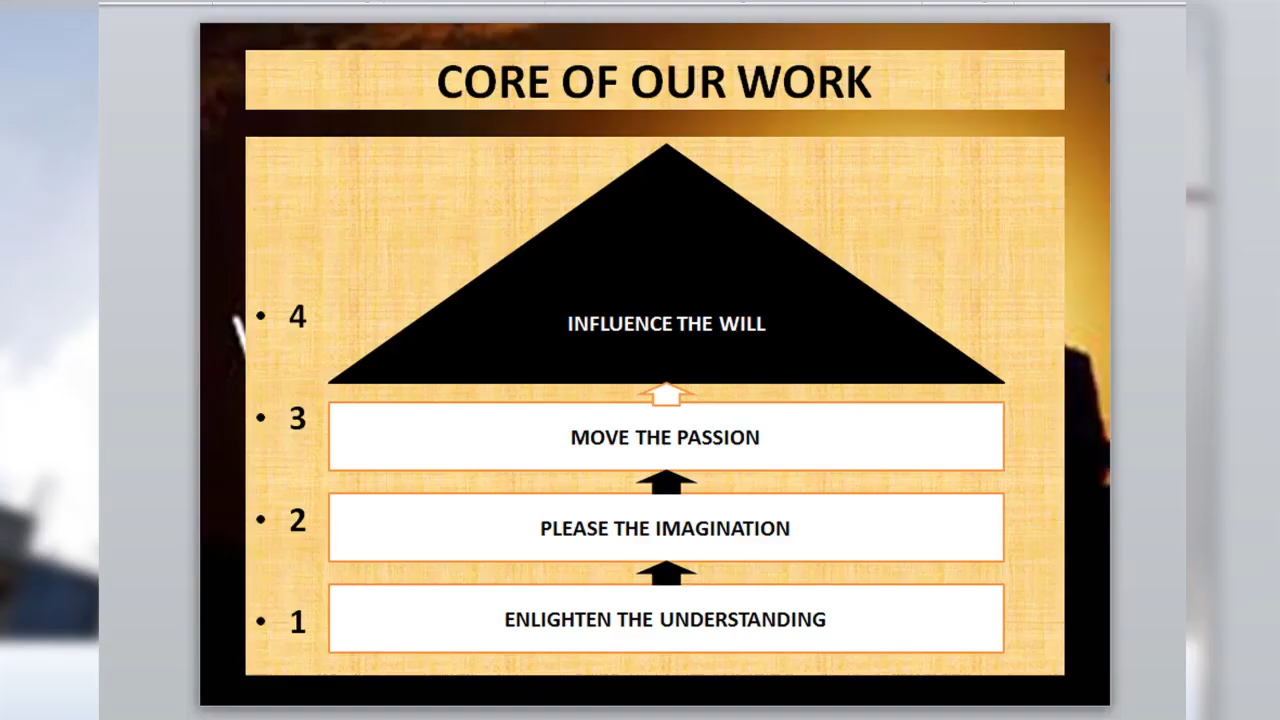 CORE OF OUR WORK
• 4
INFLUENCE THE WILL
• 3
MOVE THE PASSION
• 2
PLEASE THE IMAGINATION
• 1
ENLIGHTEN THE UNDERSTANDING